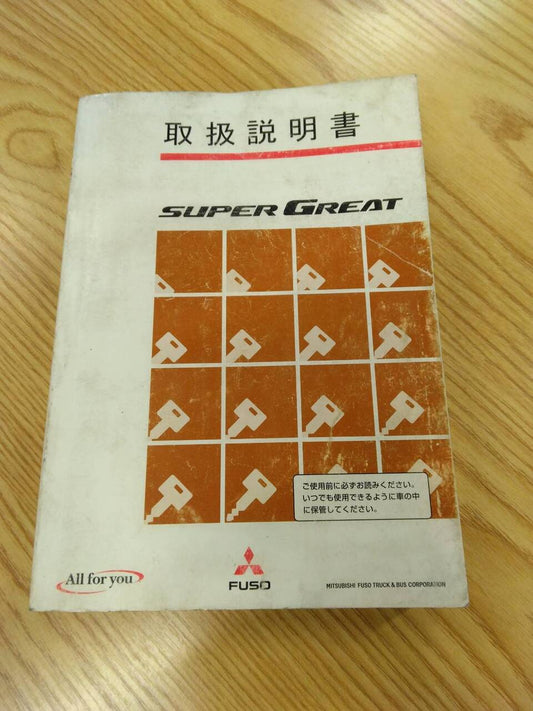 取扱説明書
SUPER GREAT
ご使用前に必ずお読みください。
いつでも使用できるように車の中
に保管してください。
All for you
FUSO
MITSUBISHI FUSO TRUCK & BUS CORPORATION